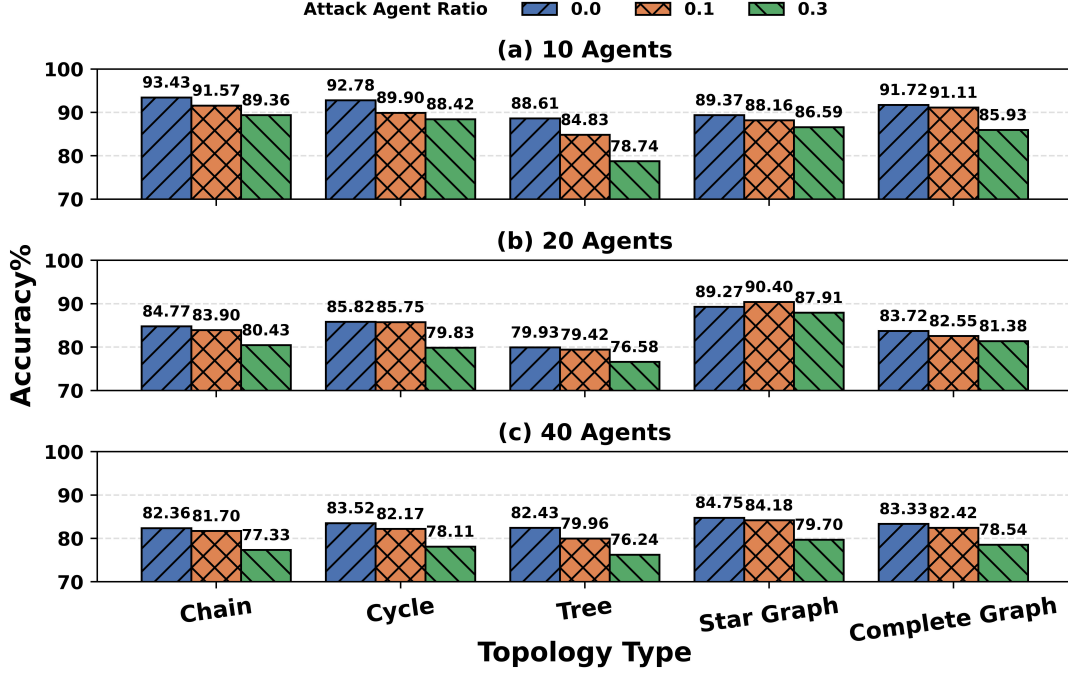 Attack Agent Ratio 0.0 0.1 0.3
(a) 10 Agents
100
90
80
70
93.43 91.57 89.36 92.78 89.90 88.42 88.61 84.83 78.74 89.37 88.16 86.59 91.72 91.11 85.93
(b) 20 Agents
100
90
80
70
84.77 83.90 80.43 85.82 85.75 79.83 79.93 79.42 76.58 89.27 90.40 87.91 83.72 82.55 81.38
Accuracy%
(c) 40 Agents
100
90
80
70
82.36 81.70 77.33 83.52 82.17 78.11 82.43 79.96 76.24 84.75 84.18 79.70 83.33 82.42 78.54
Chain Cycle Tree Star Graph Complete Graph
Topology Type